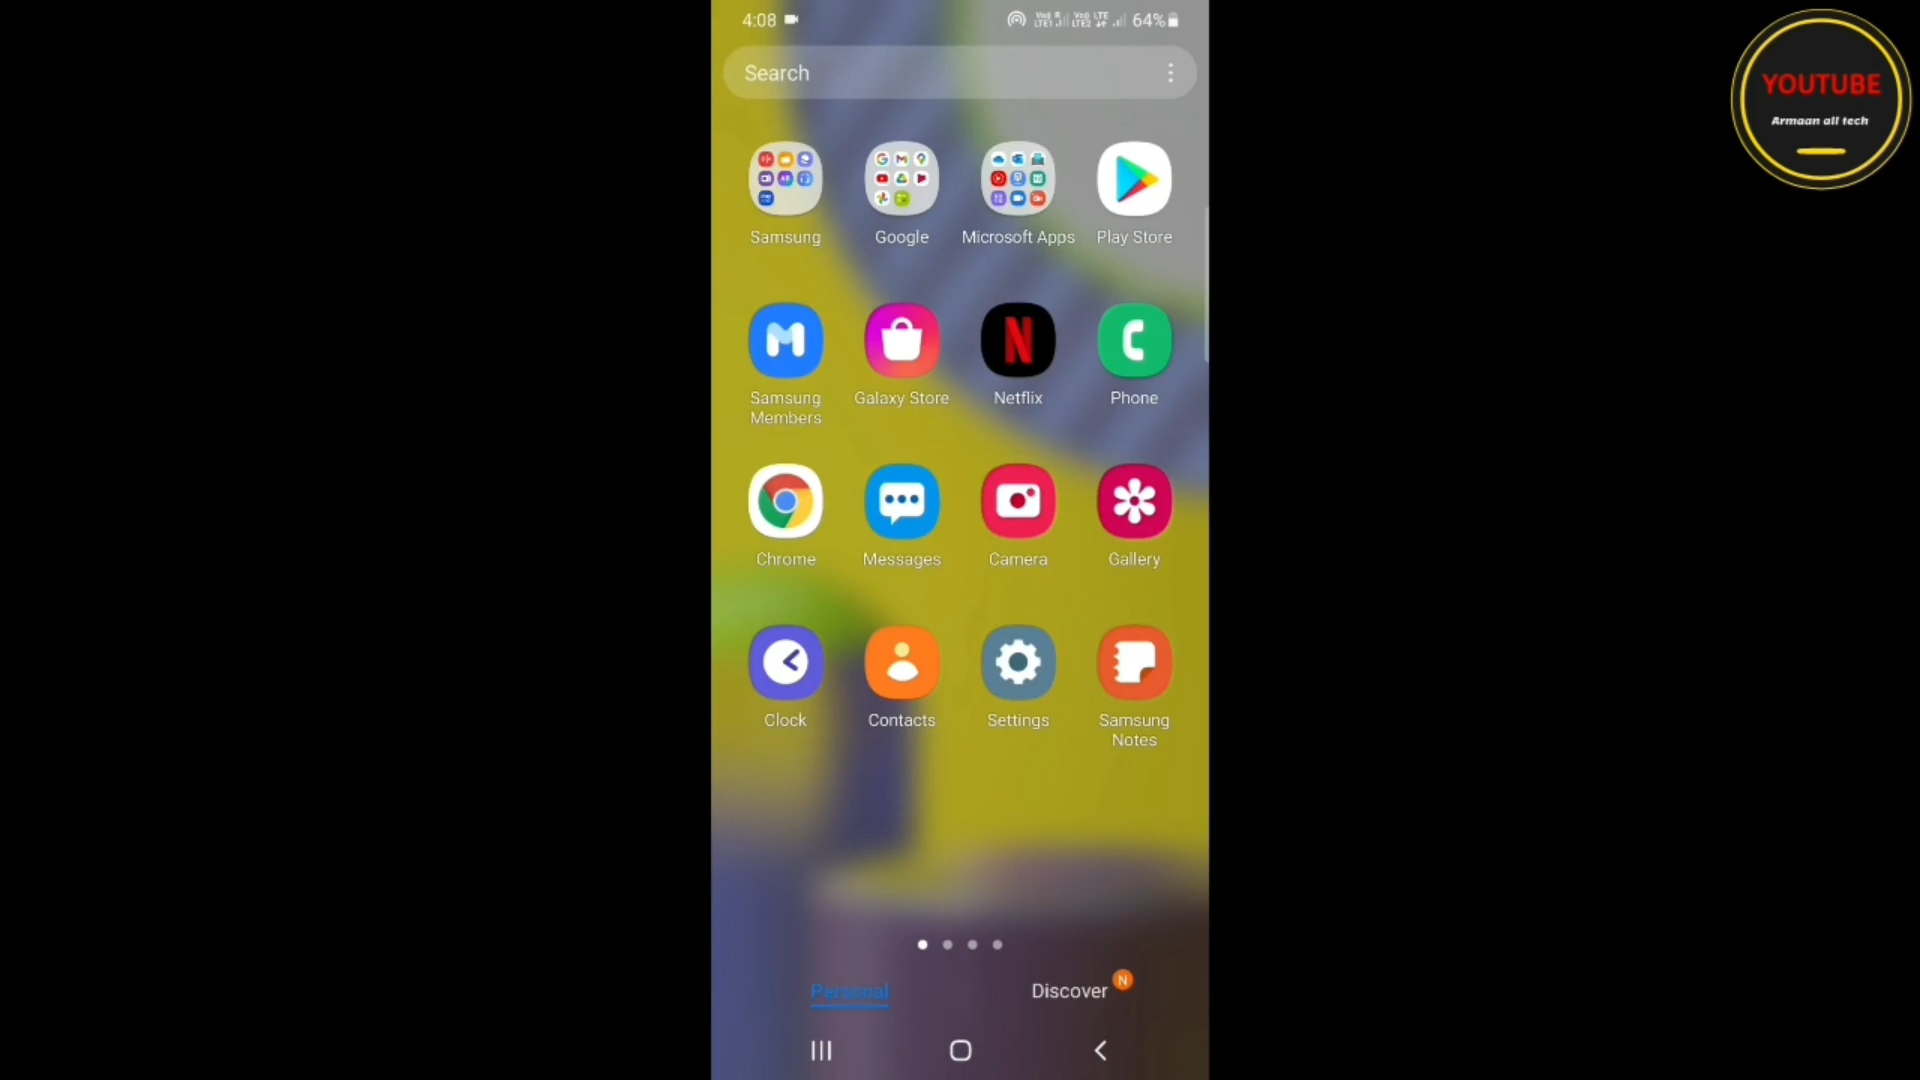 4:08
64%
Search
Samsung
Google
Microsoft Apps
Play Store
Samsung
Members
Galaxy Store
Netflix
Phone
Chrome
Messages
Camera
Gallery
Clock
Contacts
Settings
Samsung
Notes
Personal
Discover
N
YOUTUBE
Armaan all tech